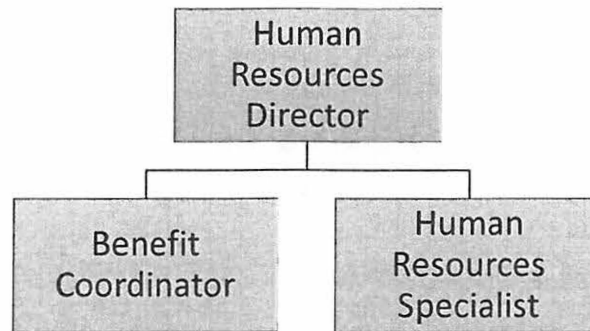 Human
Resources
Director
Benefit
Coordinator
Human
Resources
Specialist